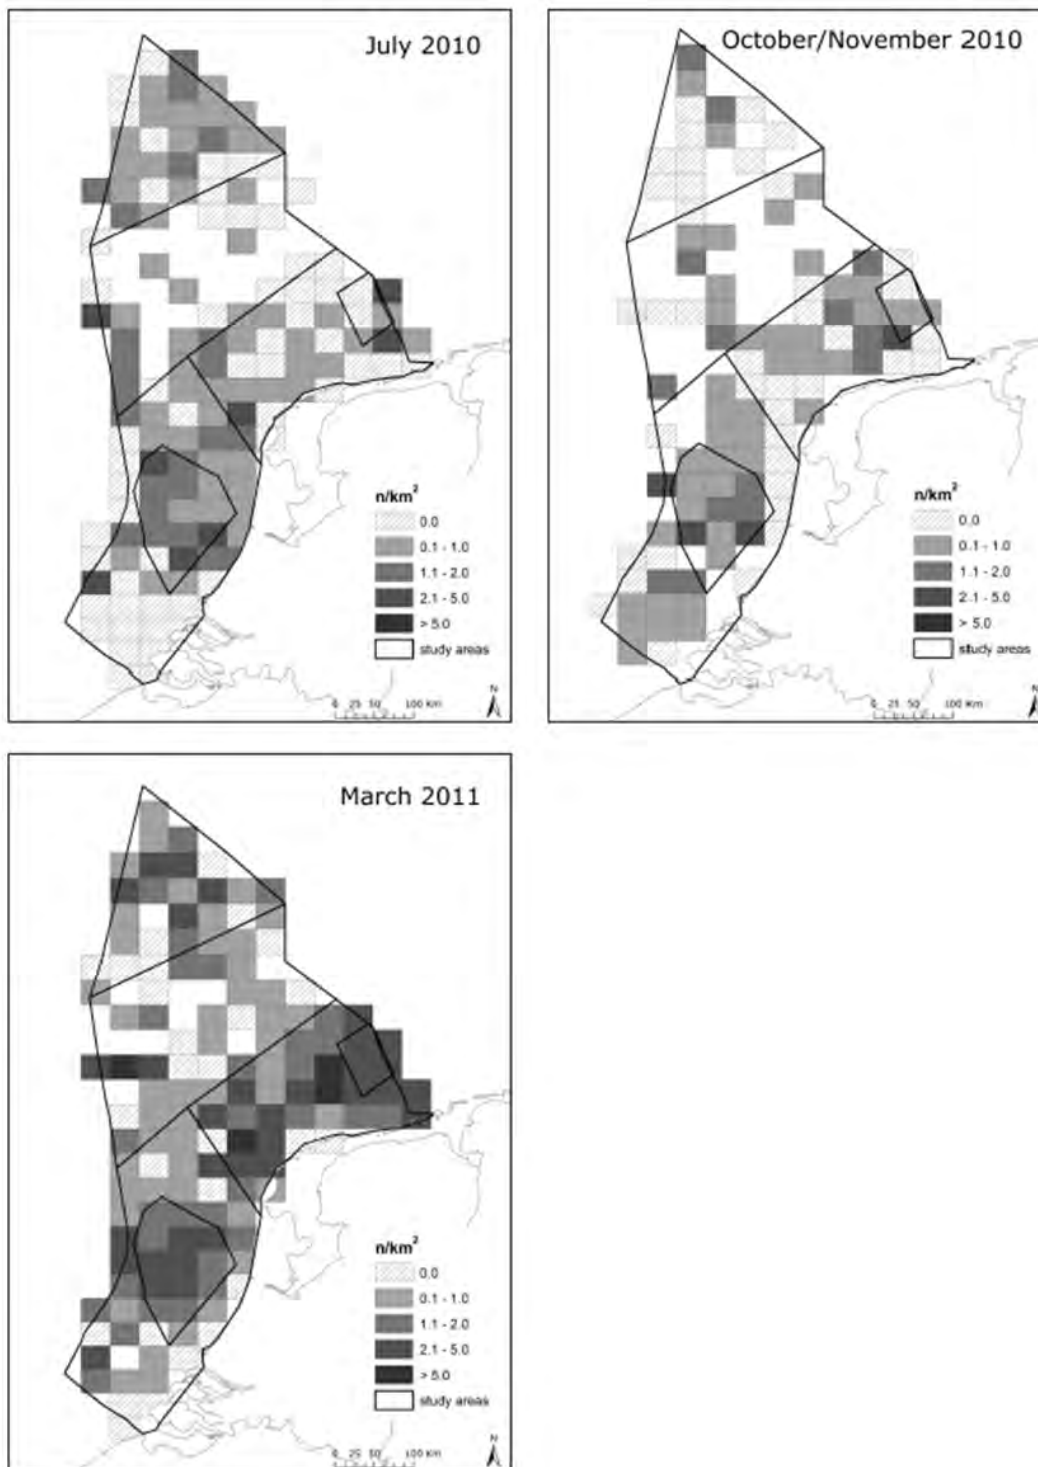 July 2010
n/km²
0.0
0.1 - 1.0
1.1 - 2.0
2.1 - 5.0
> 5.0
study areas
N
0 25 50 100 Km
October/November 2010
n/km²
0.0
0.1 - 1.0
1.1 - 2.0
2.1 - 5.0
> 5.0
study areas
N
0 25 50 100 Km
March 2011
n/km²
0.0
0.1 - 1.0
1.1 - 2.0
2.1 - 5.0
> 5.0
study areas
N
0 25 50 100 Km